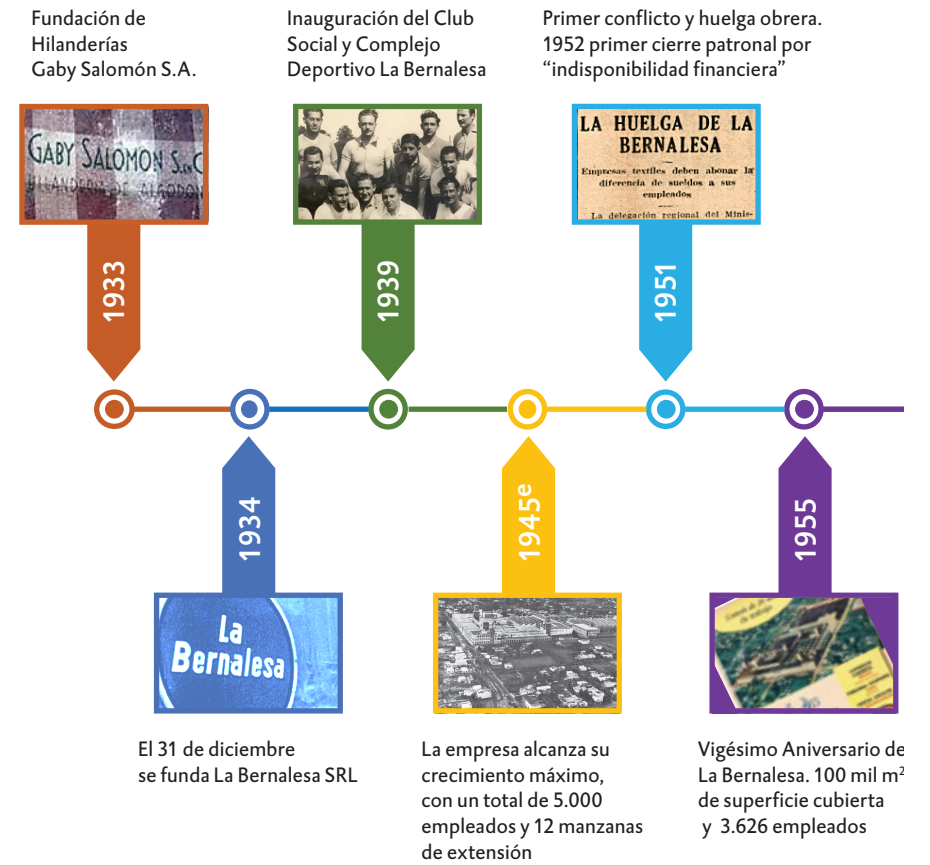 Fundación de
Hilanderías
Gaby Salomón S.A.
Inauguración del Club
Social y Complejo
Deportivo La Bernalesa
Primer conflicto y huelga obrera.
1952 primer cierre patronal por
“indisponibilidad financiera”
GABY SALOMON S.EN C
HILANDERIA DE ALGODON
LA HUELGA DE LA
BERNALESA
Empresas textiles deben abonar la
diferencia de sueldos a sus
empleados
La delegación regional del Minis-
1933
1939
1951
1934
1945e
1955
La
Bernalesa
El 31 de diciembre
se funda La Bernalesa SRL
La empresa alcanza su
crecimiento máximo,
con un total de 5.000
empleados y 12 manzanas
de extensión
Vigésimo Aniversario de
La Bernalesa. 100 mil m²
de superficie cubierta
y 3.626 empleados